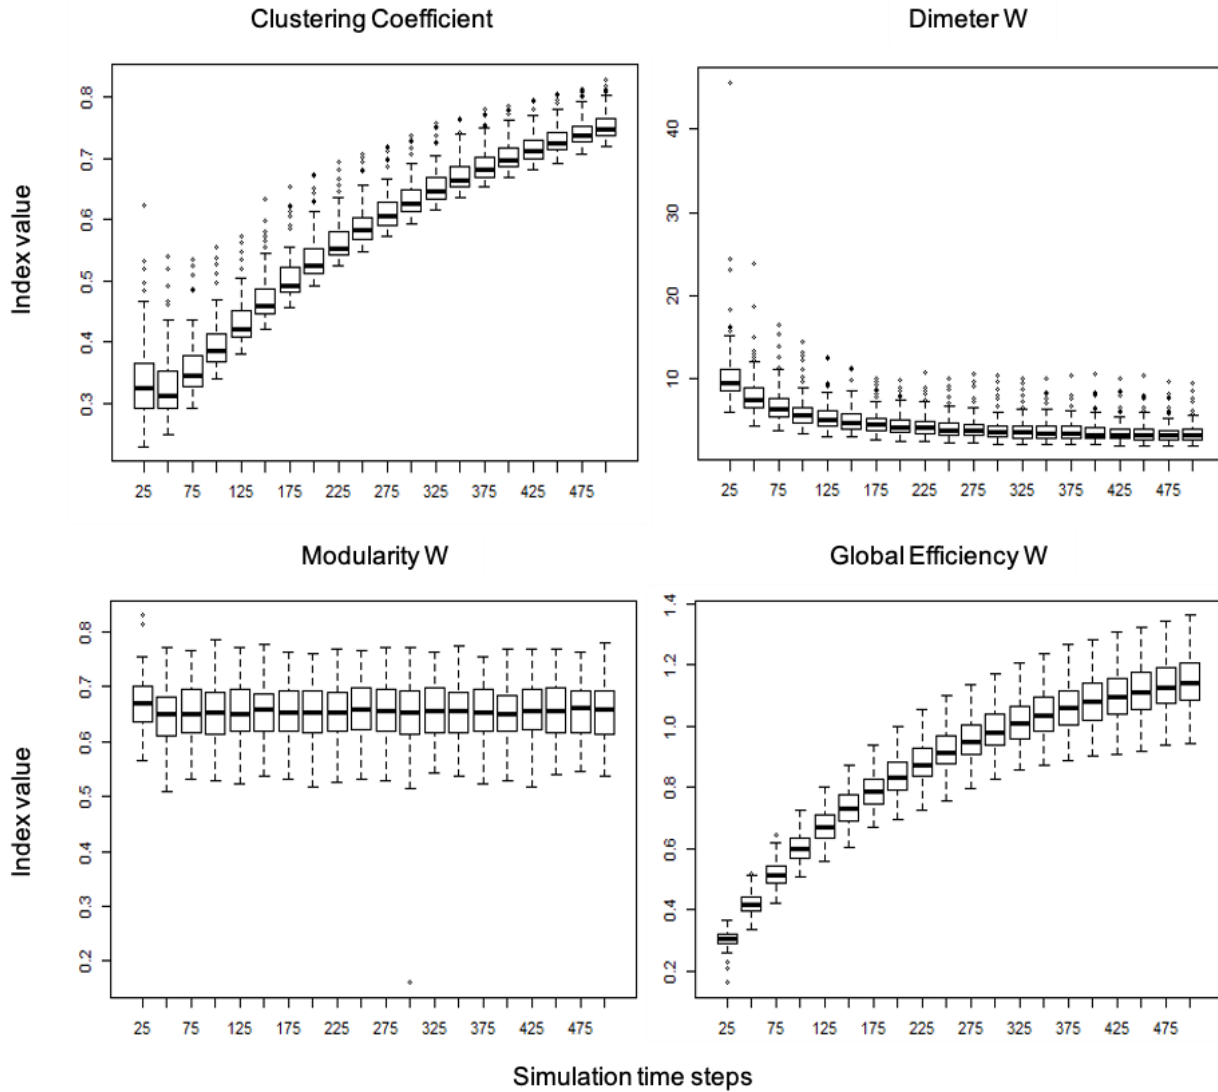 Clustering Coefficient
Dimeter W
Index value
0.8
0.7
0.6
0.5
0.4
0.3
25 75 125 175 225 275 325 375 425 475
40
30
20
10
25 75 125 175 225 275 325 375 425 475
Modularity W
Global Efficiency W
Index value
0.8
0.7
0.6
0.5
0.4
0.3
0.2
25 75 125 175 225 275 325 375 425 475
1.4
1.2
1.0
0.8
0.6
0.4
0.2
25 75 125 175 225 275 325 375 425 475
Simulation time steps